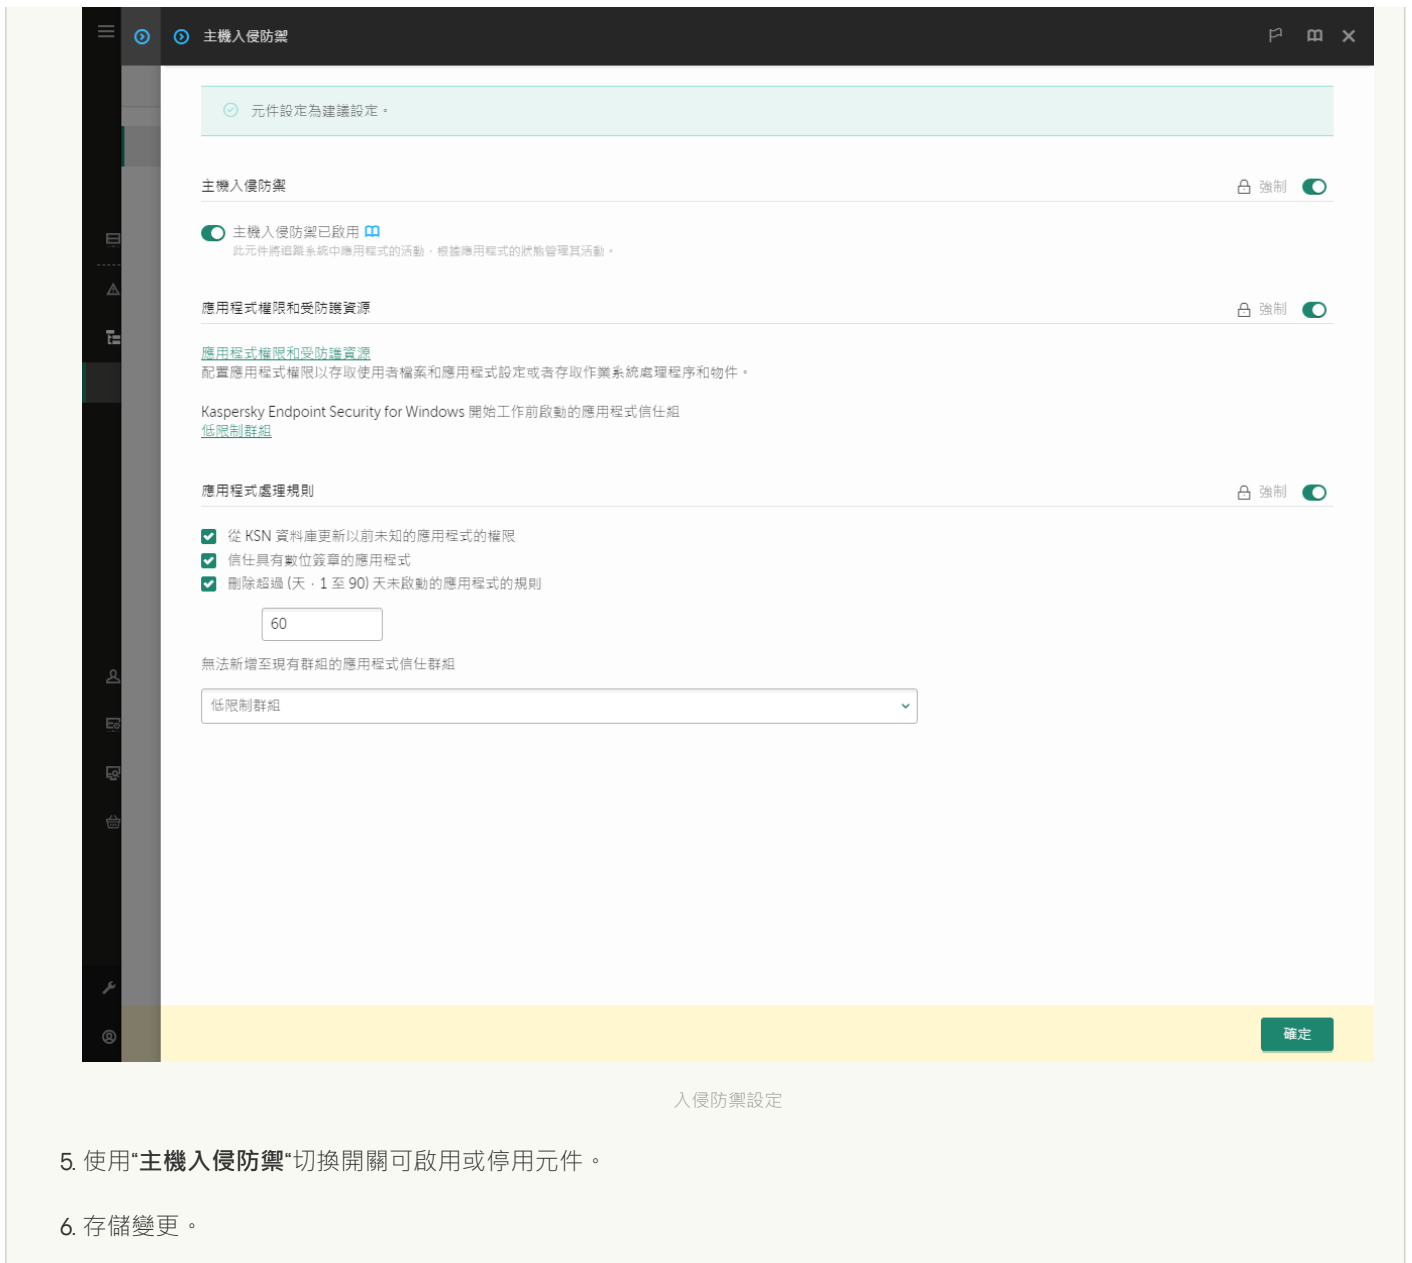 主機入侵防禦
元件設定為建議設定。
主機入侵防禦
強制
主機入侵防禦已啟用
此元件將追蹤系統中應用程式的活動，根據應用程式的狀態管理其活動。
應用程式權限和受防護資源
強制
應用程式權限和受防護資源
配置應用程式權限以存取使用者檔案和應用程式設定或者存取作業系統處理程序和物件。
Kaspersky Endpoint Security for Windows 開始工作前啟動的應用程式信任組
低限制群組
應用程式處理規則
強制
從 KSN 資料庫更新以前未知的應用程式的權限
信任具有數位簽章的應用程式
刪除超過 (天，1 至 90) 天未啟動的應用程式的規則
60
無法新增至現有群組的應用程式信任群組
低限制群組
確定
入侵防禦設定
5. 使用“主機入侵防禦“切換開關可啟用或停用元件。
6. 存儲變更。